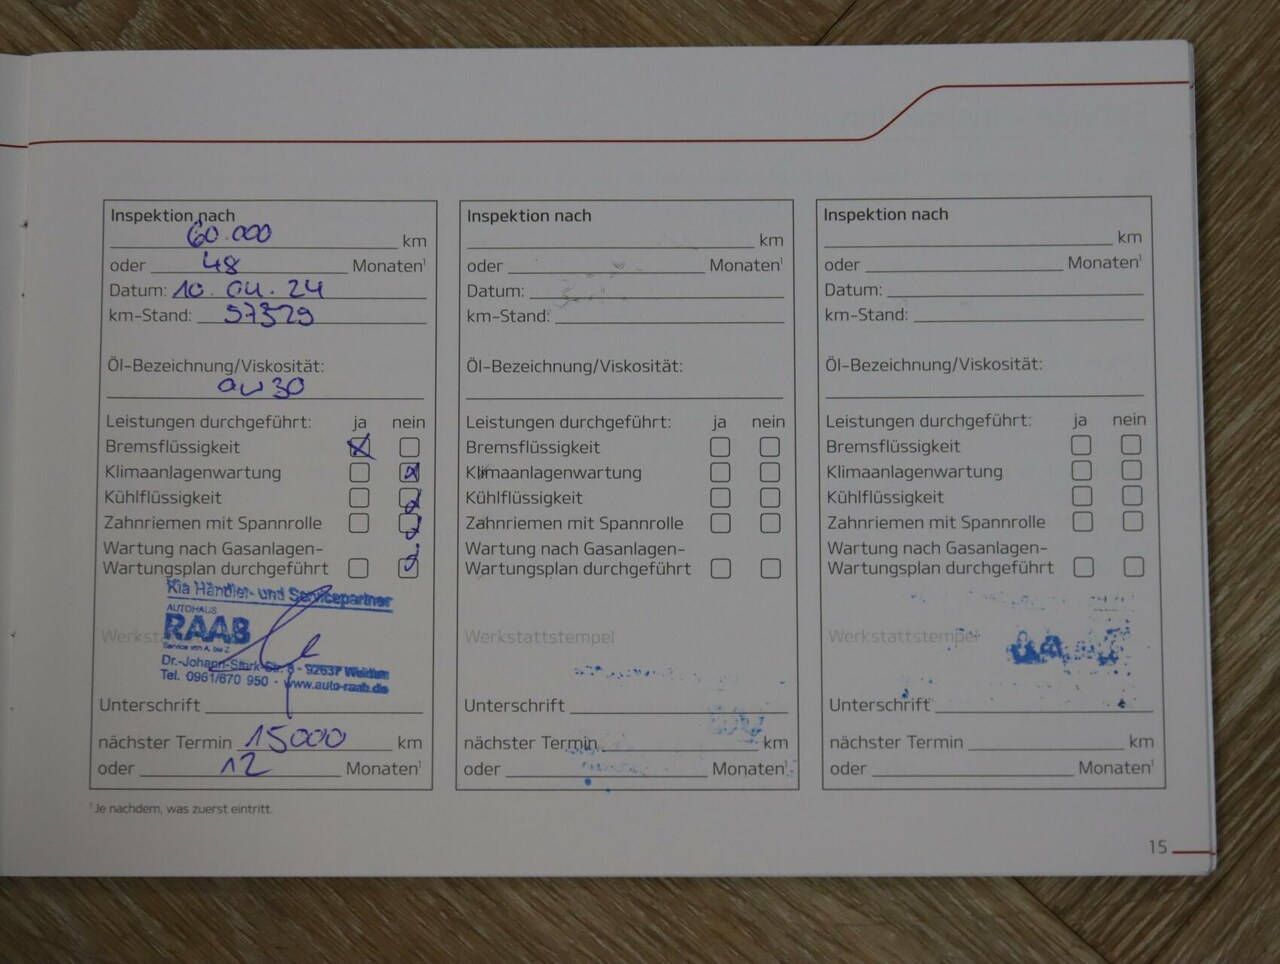 Inspektion nach
60.000 km
oder 48 Monaten¹
Datum: 10.04.24
km-Stand: 57329
Öl-Bezeichnung/Viskosität:
0W30
Leistungen durchgeführt: ja nein
Bremsflüssigkeit
Klimaanlagenwartung
Kühlflüssigkeit
Zahnriemen mit Spannrolle
Wartung nach Gasanlagen-
Wartungsplan durchgeführt
Kia Händler- und Servicepartner
AUTOHAUS
RAAB
Service von A bis Z
Dr.-Johann-Stark-Str. 8 - 92637 Weiden
Tel. 0961/670 950 · www.auto-raab.de
Unterschrift
nächster Termin 15000 km
oder 12 Monaten¹
¹ Je nachdem, was zuerst eintritt.
Inspektion nach
km
oder Monaten¹
Datum:
km-Stand:
Öl-Bezeichnung/Viskosität:
Leistungen durchgeführt: ja nein
Bremsflüssigkeit
Klimaanlagenwartung
Kühlflüssigkeit
Zahnriemen mit Spannrolle
Wartung nach Gasanlagen-
Wartungsplan durchgeführt
Werkstattstempel
Unterschrift
nächster Termin km
oder Monaten¹
Inspektion nach
km
oder Monaten¹
Datum:
km-Stand:
Öl-Bezeichnung/Viskosität:
Leistungen durchgeführt: ja nein
Bremsflüssigkeit
Klimaanlagenwartung
Kühlflüssigkeit
Zahnriemen mit Spannrolle
Wartung nach Gasanlagen-
Wartungsplan durchgeführt
Werkstattstempel
Unterschrift
nächster Termin km
oder Monaten¹
15